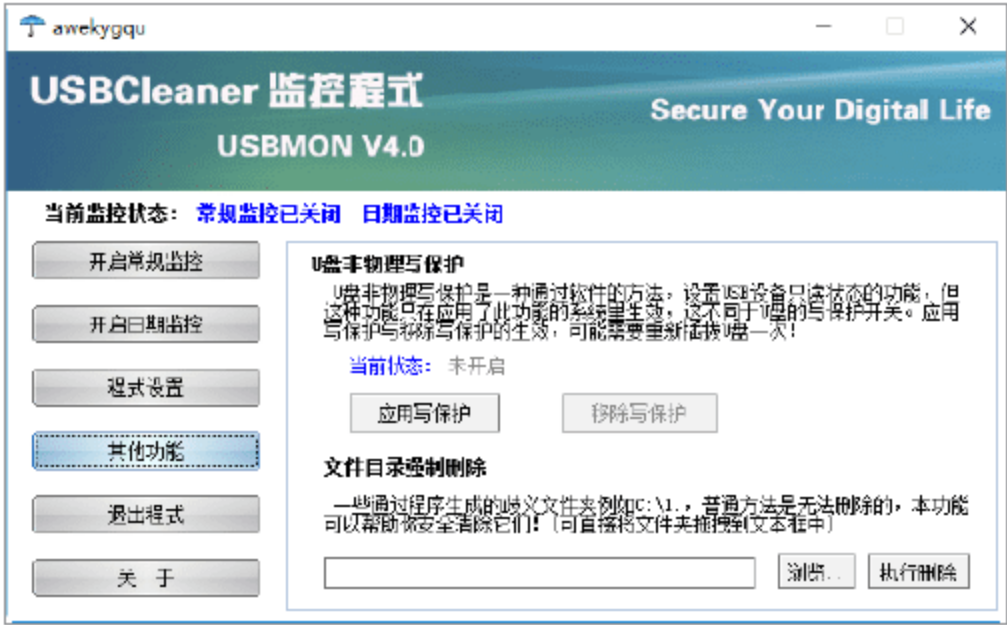 awekygqu
USBCleaner 监控程式
USBMON V4.0
Secure Your Digital Life
当前监控状态： 常规监控已关闭 日期监控已关闭
开启常规监控
开启日期监控
程式设置
其他功能
退出程式
关 于
U盘非物理写保护
U盘非物理写保护是一种通过软件的方法，设置USB设备只读状态的功能，但
这种功能只在应用了此功能的系统里生效，这不同于U盘的写保护开关。应用
写保护与移除写保护的生效，可能需要重新插拨U盘一次！
当前状态： 未开启
应用写保护
移除写保护
文件目录强制删除
一些通过程序生成的歧义文件夹例如C:\1.，普通方法是无法删除的，本功能
可以帮助你安全清除它们！(可直接将文件夹拖拽到文本框中)
浏览..
执行删除